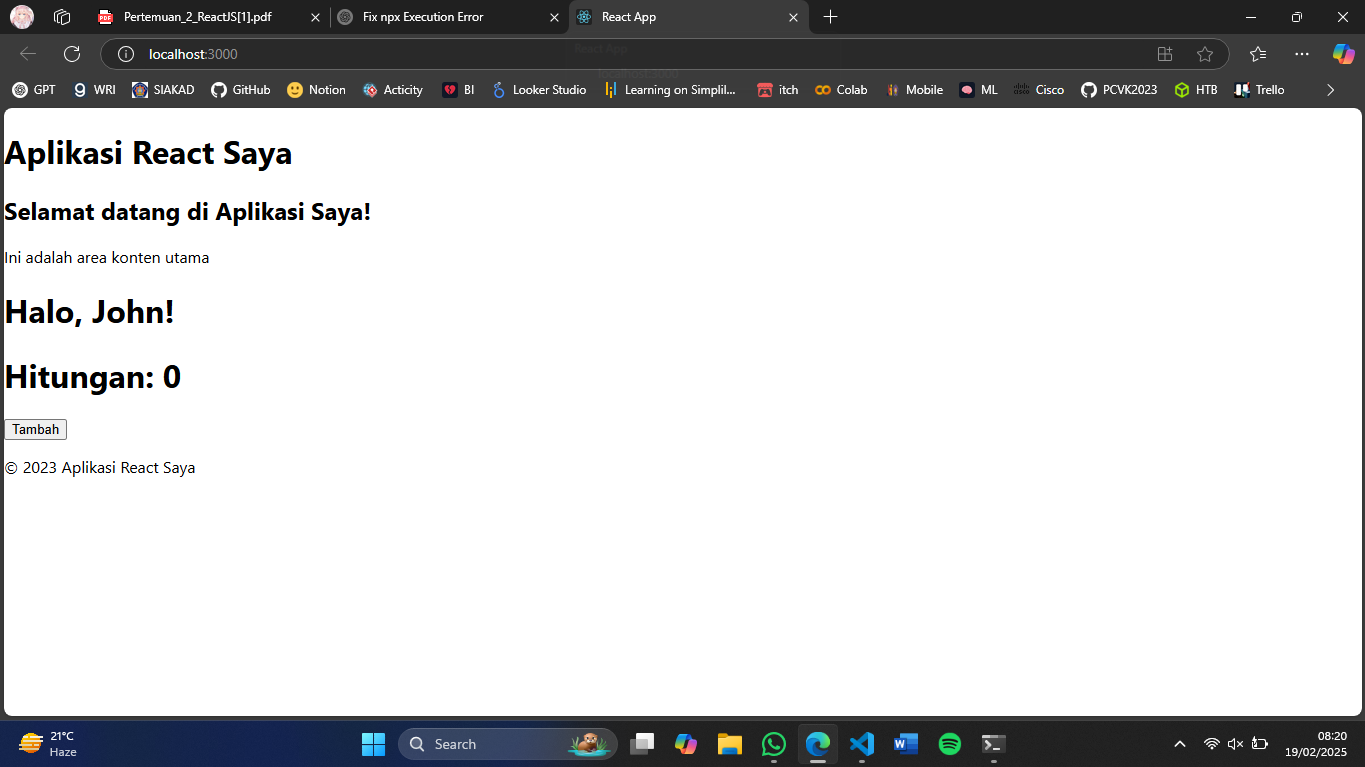 Pertemuan_2_ReactJS[1].pdf
Fix npx Execution Error
React App
localhost:3000
GPT
WRI
SIAKAD
GitHub
Notion
Acticity
BI
Looker Studio
Learning on Simplil...
itch
Colab
Mobile
ML
Cisco
PCVK2023
HTB
Trello
Aplikasi React Saya
Selamat datang di Aplikasi Saya!
Ini adalah area konten utama
Halo, John!
Hitungan: 0
Tambah
© 2023 Aplikasi React Saya
21°C
Haze
Search
08:20
19/02/2025